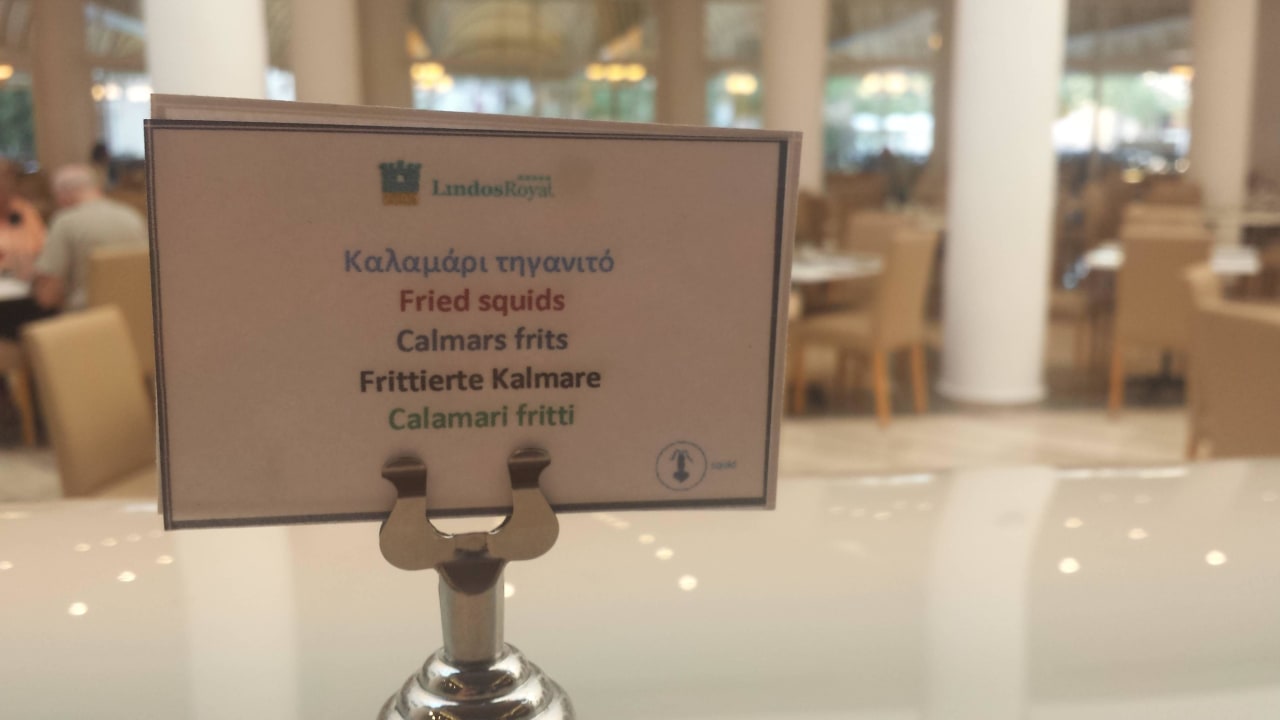 LindosRoyal
Καλαμάρι τηγανιτό
Fried squids
Calmars frits
Frittierte Kalmare
Calamari fritti
squid